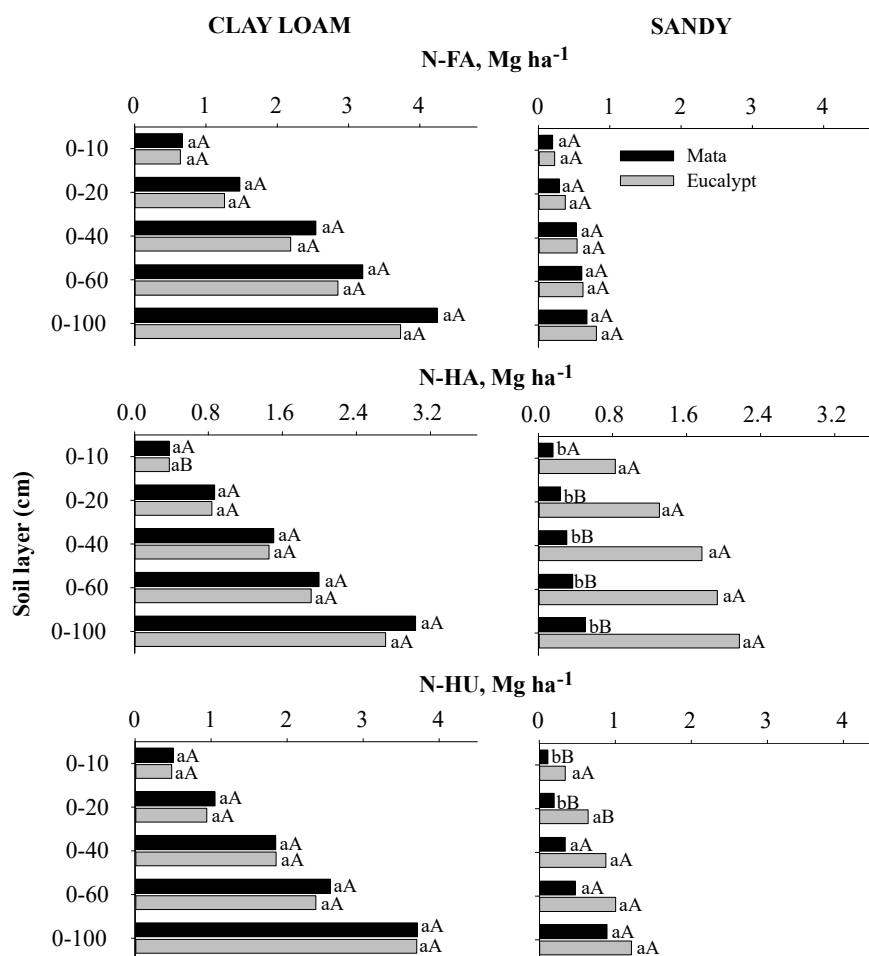 CLAY LOAM SANDY
N-FA, Mg ha-1
0 1 2 3 4 0 1 2 3 4
0-10 aA aA aA aA
Mata
Eucalypt
0-20 aA aA aA aA
0-40 aA aA aA aA
0-60 aA aA aA aA
0-100 aA aA aA aA
N-HA, Mg ha-1
0.0 0.8 1.6 2.4 3.2 0.0 0.8 1.6 2.4 3.2
Soil layer (cm)
0-10 aA aB bA aA
0-20 aA aA bB aA
0-40 aA aA bB aA
0-60 aA aA bB aA
0-100 aA aA bB aA
N-HU, Mg ha-1
0 1 2 3 4 0 1 2 3 4
0-10 aA aA bB aA
0-20 aA aA bB aB
0-40 aA aA aA aA
0-60 aA aA aA aA
0-100 aA aA aA aA